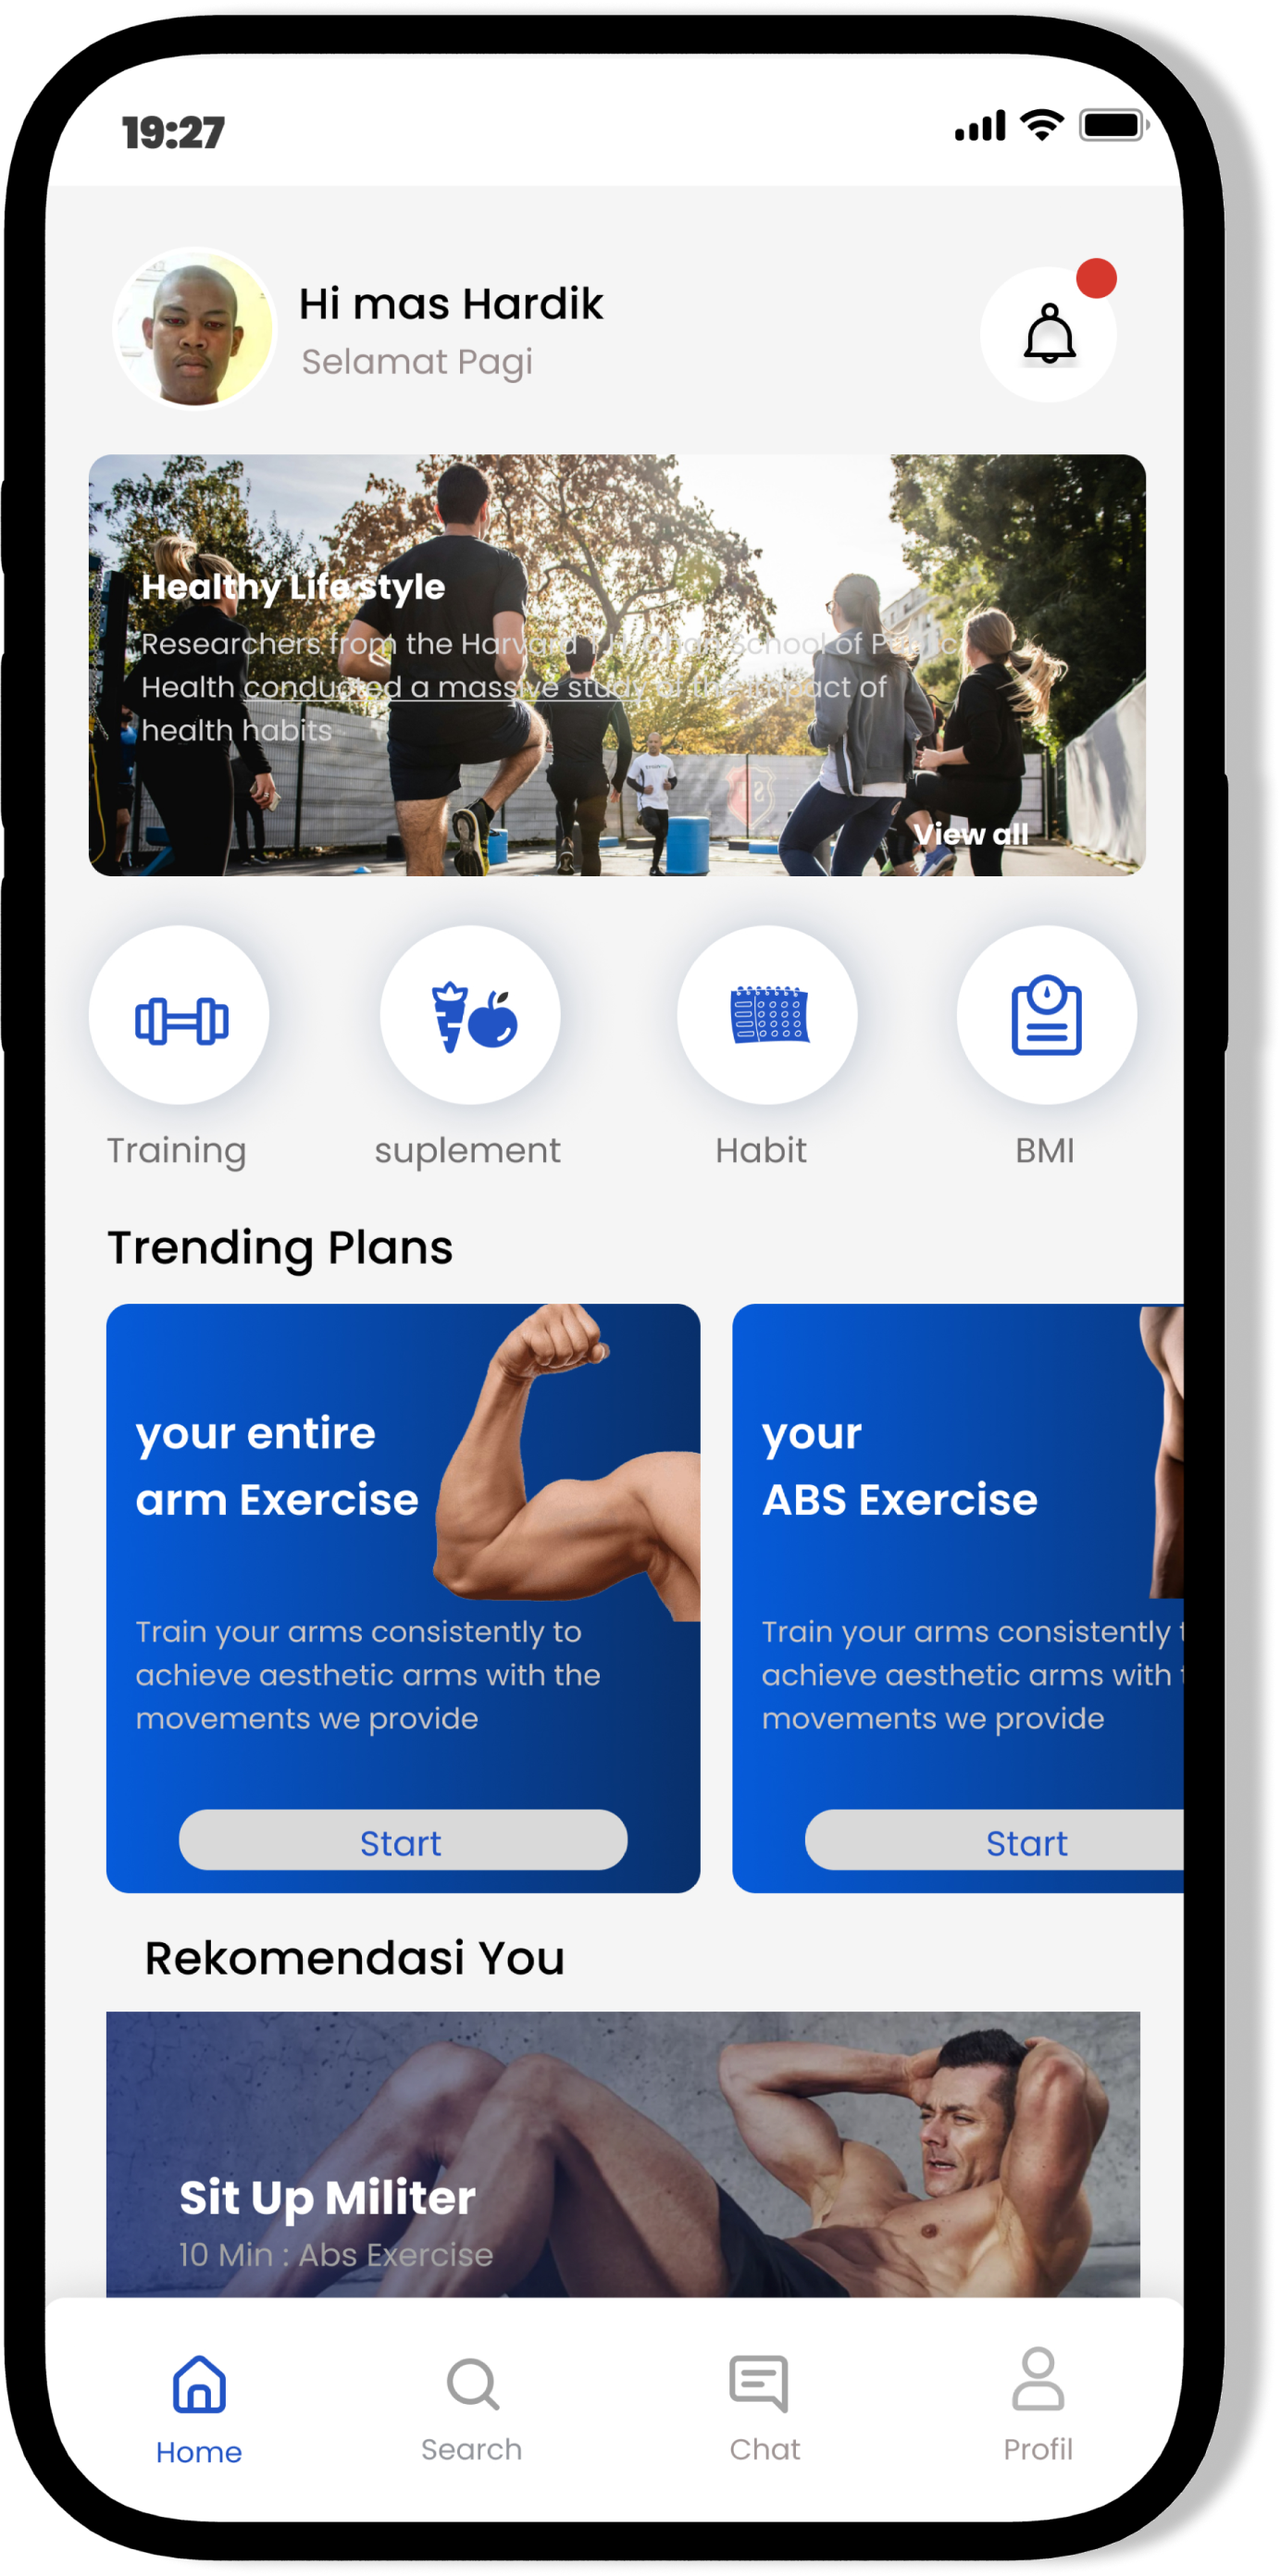 19:27
Hi mas Hardik
Selamat Pagi
Healthy Life style
Researchers from the Harvard T.H. Chan School of Public
Health conducted a massive study of the impact of
health habits
View all
Training
suplement
Habit
BMI
Trending Plans
your entire
arm Exercise
Train your arms consistently to
achieve aesthetic arms with the
movements we provide
Start
your
ABS Exercise
Train your arms consistently t
achieve aesthetic arms with
movements we provide
Start
Rekomendasi You
Sit Up Militer
10 Min : Abs Exercise
Home
Search
Chat
Profil